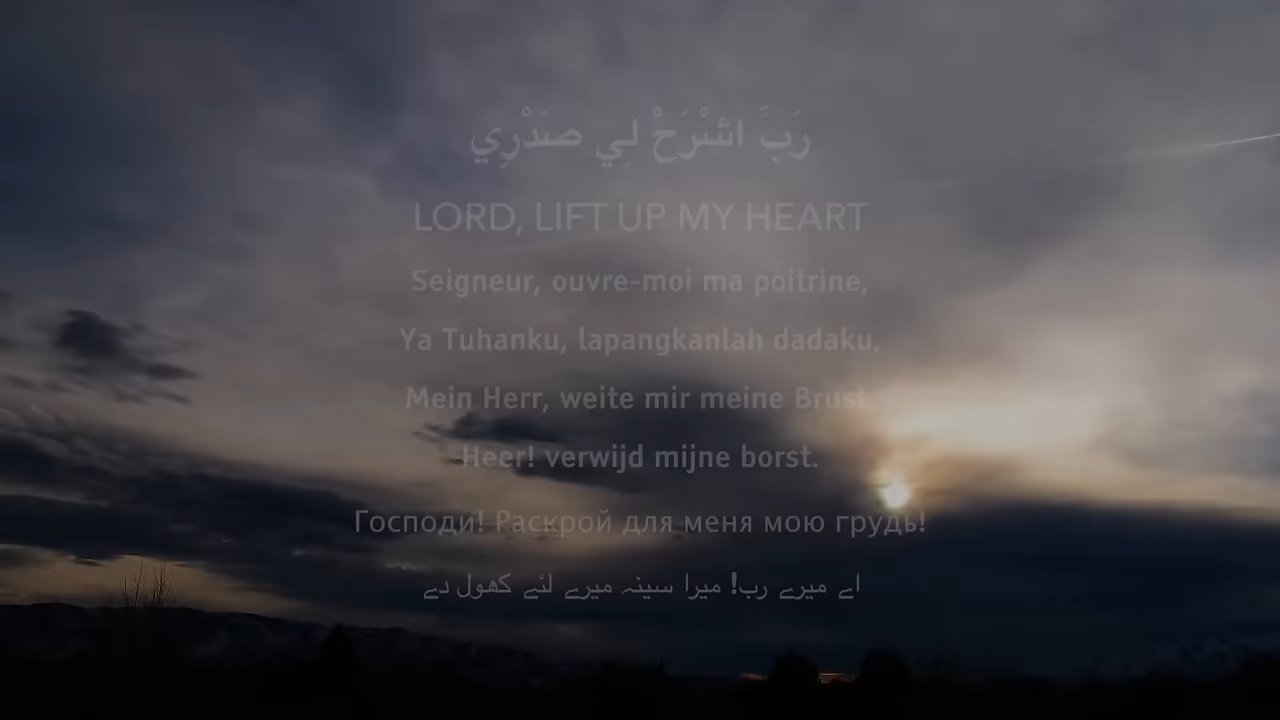 رَبِّ اشْرَحْ لِي صَدْرِي
LORD, LIFT UP MY HEART
Seigneur, ouvre-moi ma poitrine,
Ya Tuhanku, lapangkanlah dadaku,
Mein Herr, weite mir meine Brust
Heer! verwijd mijne borst.
Господи! Раскрой для меня мою грудь!
اے میرے رب! میرا سینہ میرے لئے کھول دے